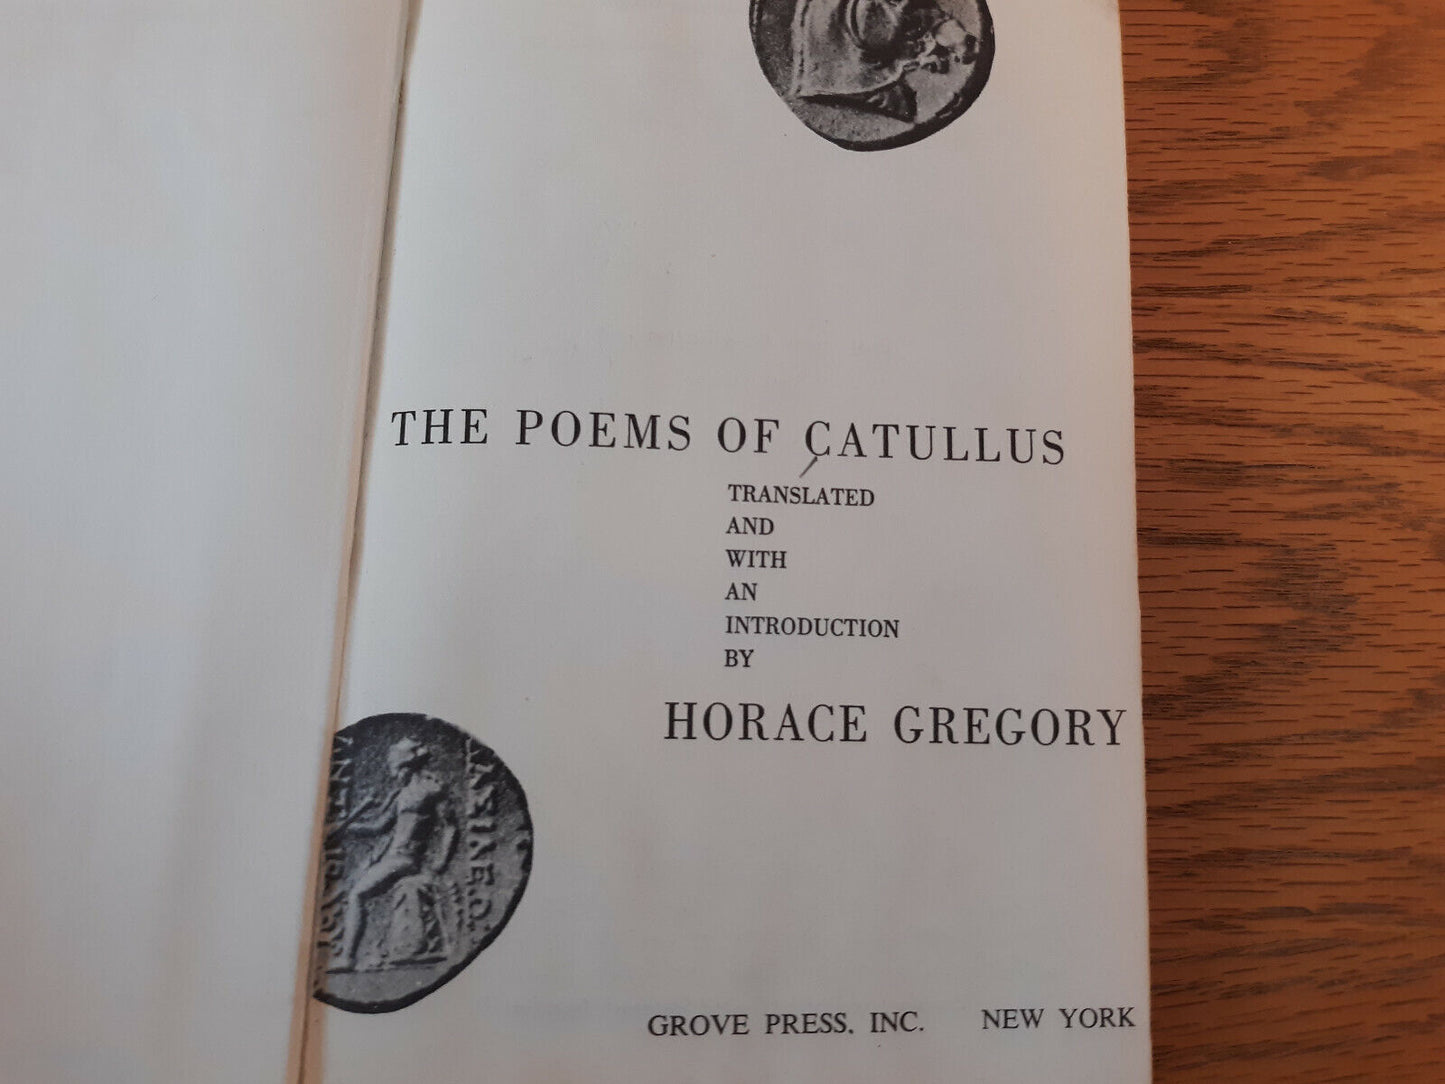 THE POEMS OF CATULLUS
TRANSLATED
AND
WITH
AN
INTRODUCTION
BY
HORACE GREGORY
GROVE PRESS, INC. NEW YORK